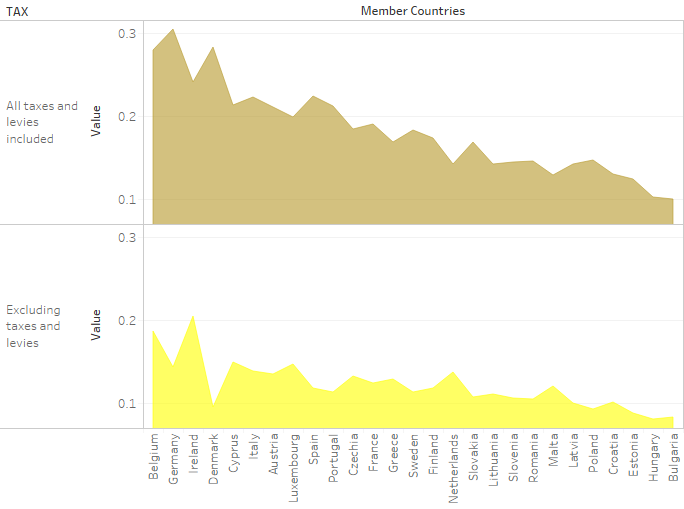 TAX
Member Countries
All taxes and
levies
included
Value
0.3
0.2
0.1
Excluding
taxes and
levies
Value
0.3
0.2
0.1
Belgium
Germany
Ireland
Denmark
Cyprus
Italy
Austria
Luxembourg
Spain
Portugal
Czechia
France
Greece
Sweden
Finland
Netherlands
Slovakia
Lithuania
Slovenia
Romania
Malta
Latvia
Poland
Croatia
Estonia
Hungary
Bulgaria